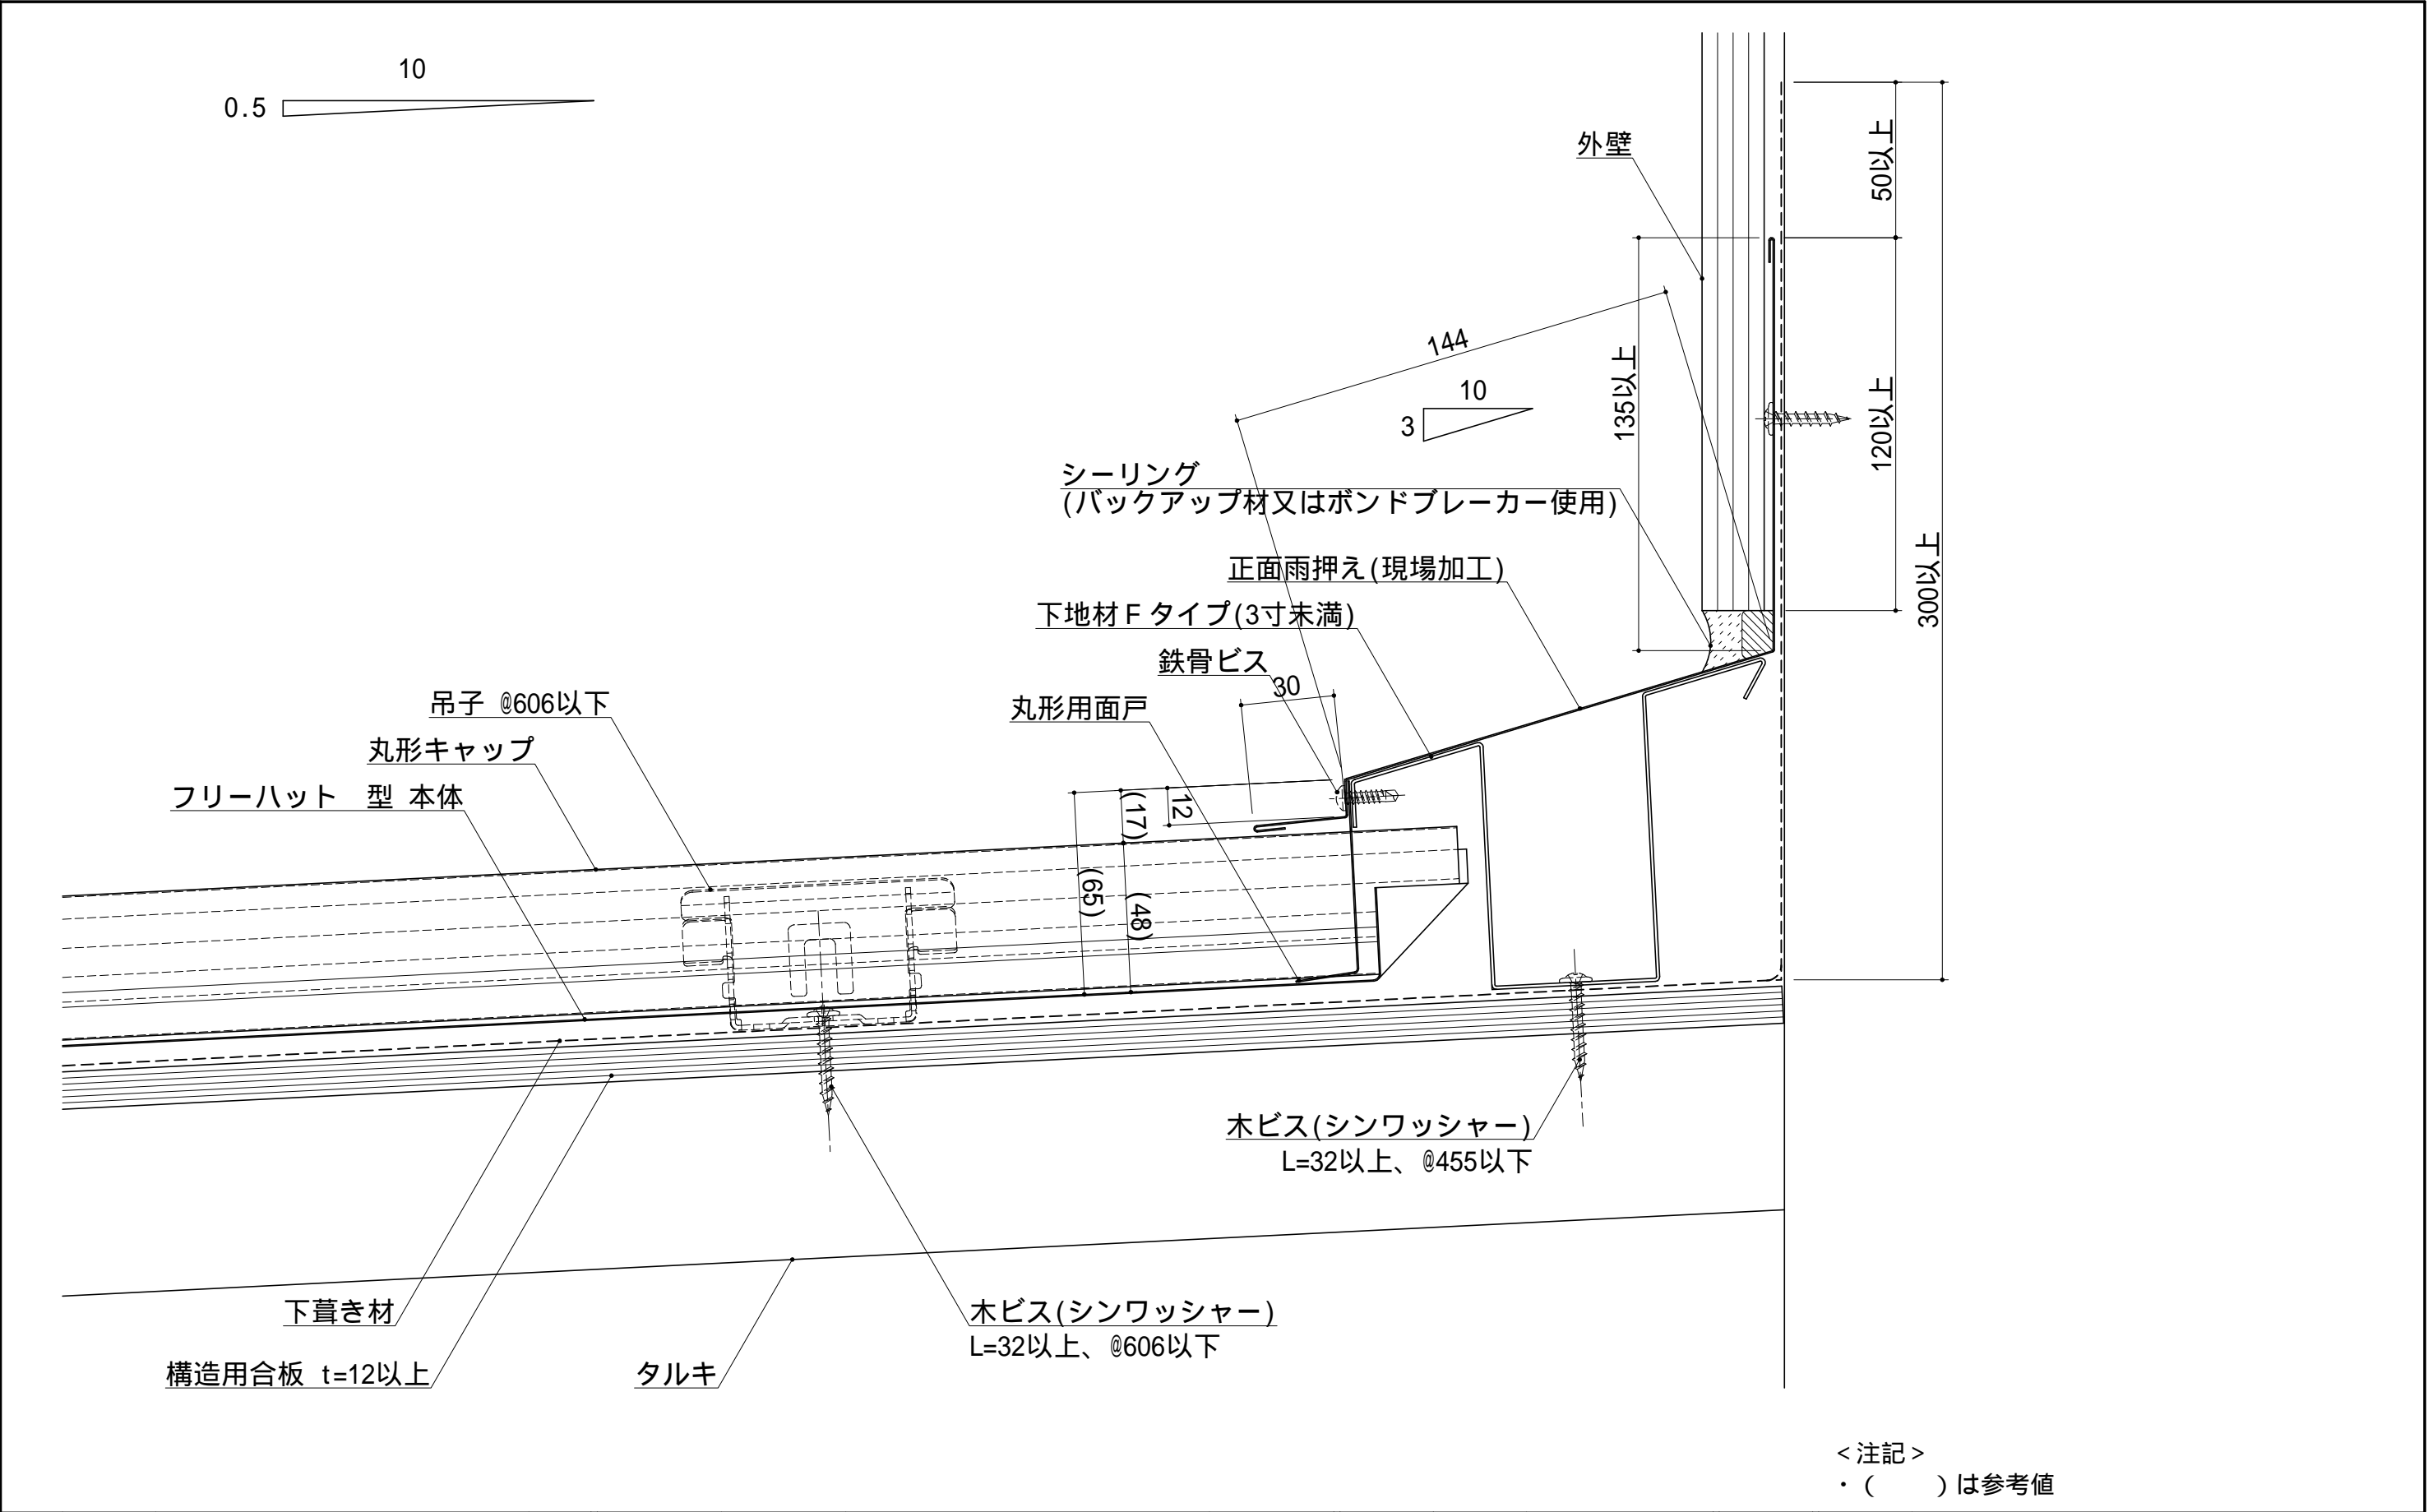 10
0.5
外壁
50以上
144
10
3
135以上
120以上
300以上
シーリング
(バックアップ材又はボンドブレーカー使用)
正面雨押え(現場加工)
下地材Fタイプ(3寸未満)
鉄骨ビス
30
丸形用面戸
吊子 @606以下
丸形キャップ
フリーハット 型 本体
(17)
12
(65)
(48)
木ビス(シンワッシャー)
L=32以上、@455以下
下葺き材
木ビス(シンワッシャー)
L=32以上、@606以下
構造用合板 t=12以上
タルキ
<注記>
・( )は参考値